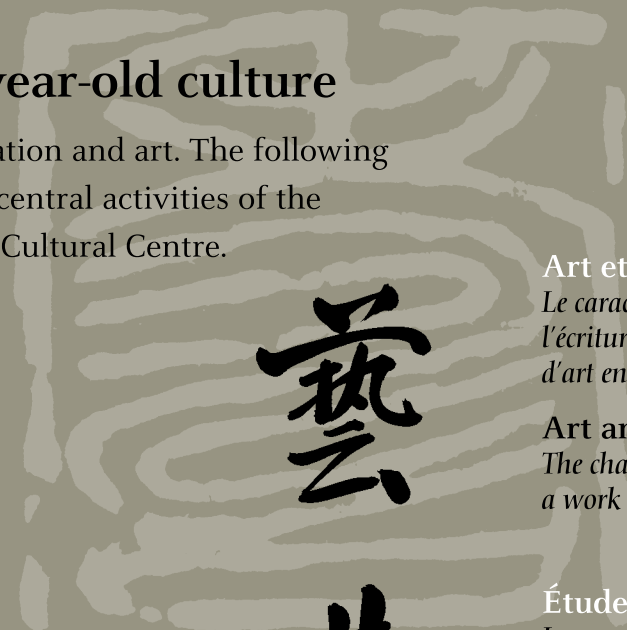 year-old culture
ation and art. The following
central activities of the
Cultural Centre.
藝
Art et
Le carac
l'écritur
d'art en
Art an
The cha
a work
Étude